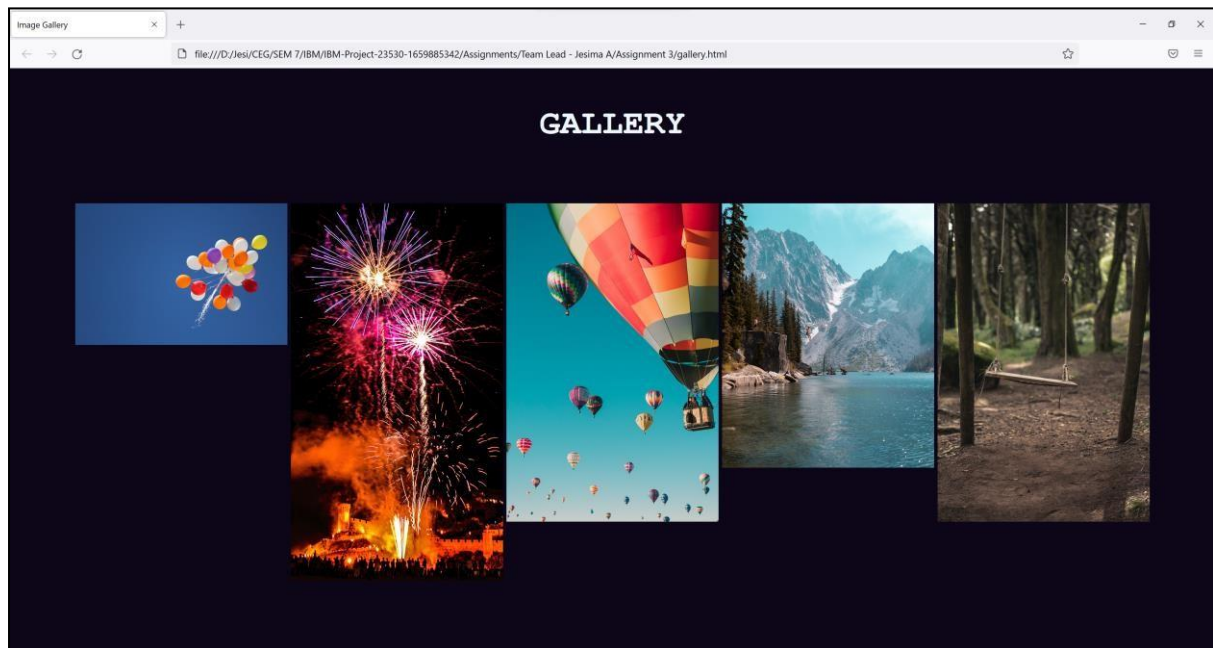 Image Gallery
file:///D:/Jesi/CEG/SEM 7/IBM/IBM-Project-23530-1659885342/Assignments/Team Lead - Jesima A/Assignment 3/gallery.html
GALLERY